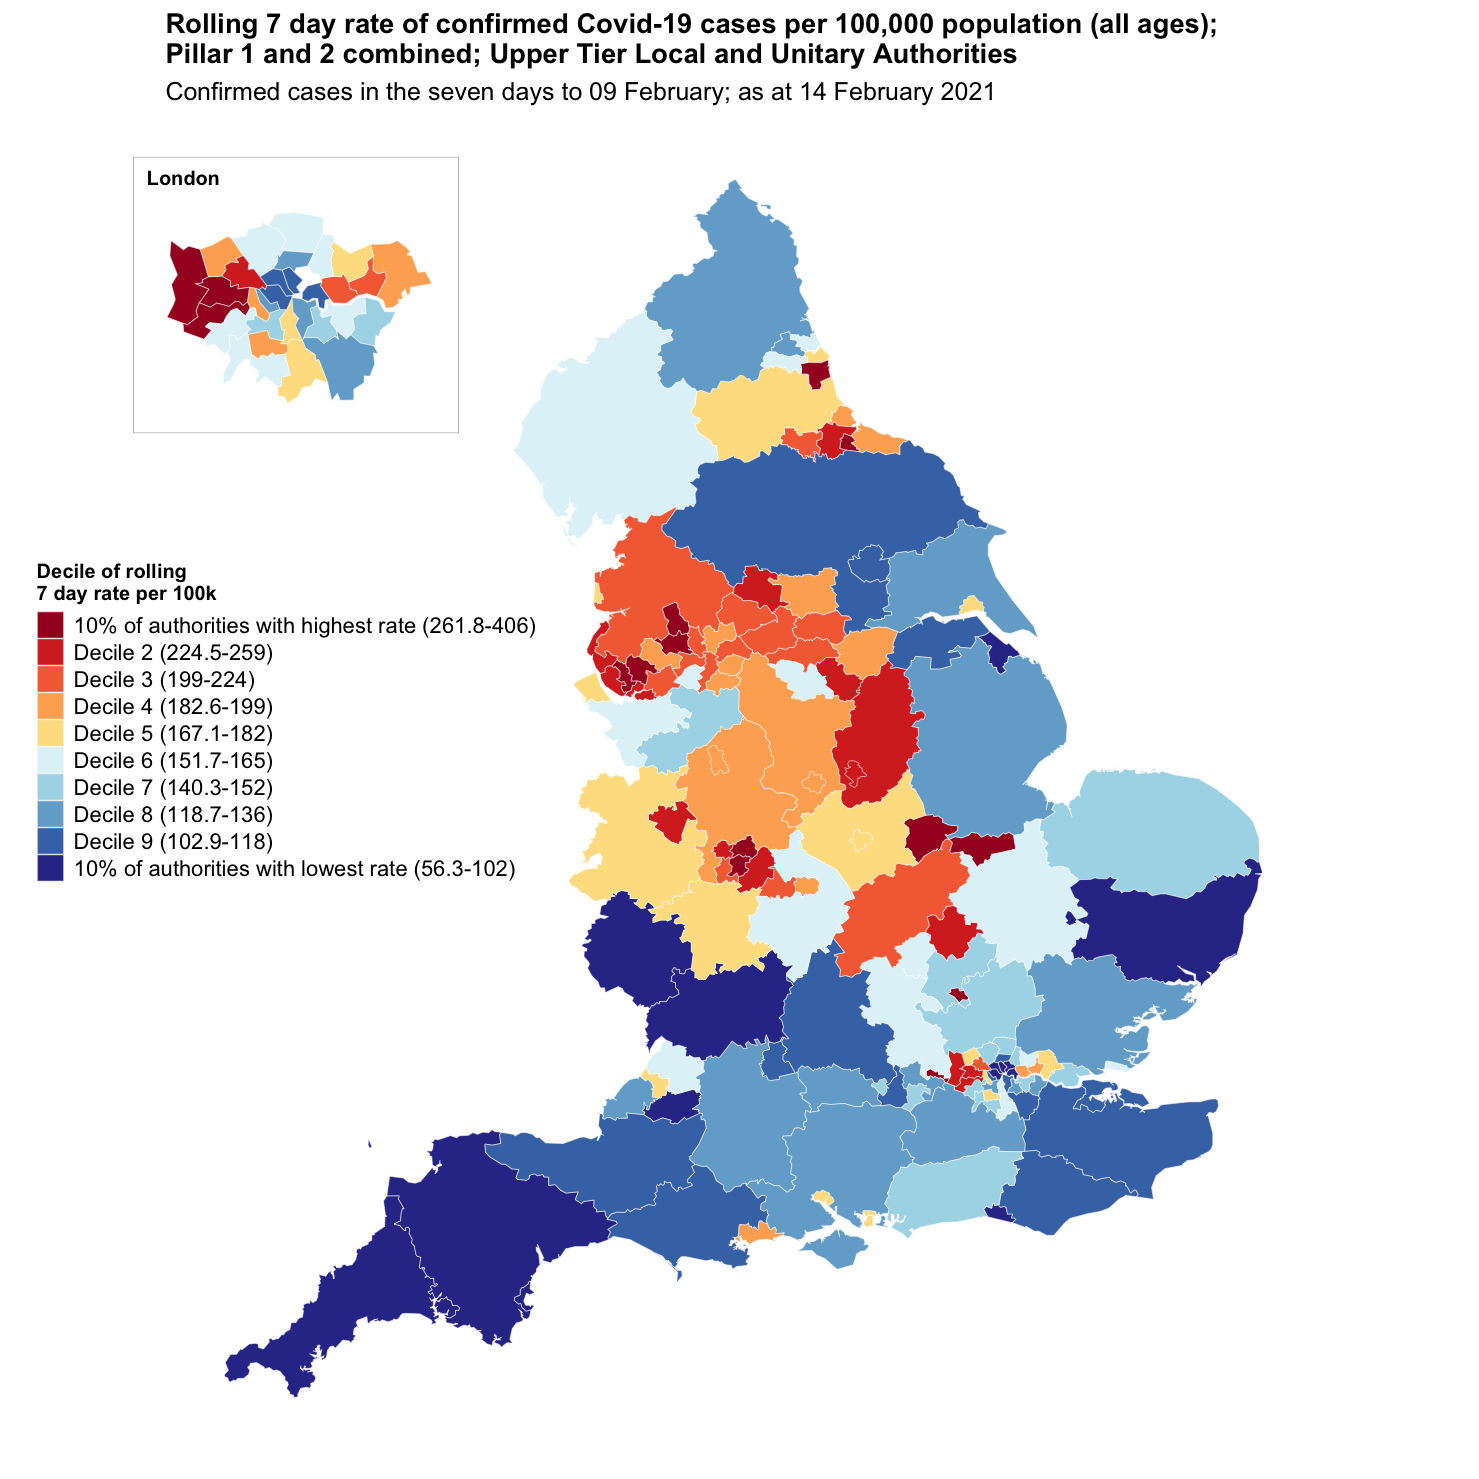 Rolling 7 day rate of confirmed Covid-19 cases per 100,000 population (all ages);
Pillar 1 and 2 combined; Upper Tier Local and Unitary Authorities
Confirmed cases in the seven days to 09 February; as at 14 February 2021
London
Decile of rolling
7 day rate per 100k
10% of authorities with highest rate (261.8-406)
Decile 2 (224.5-259)
Decile 3 (199-224)
Decile 4 (182.6-199)
Decile 5 (167.1-182)
Decile 6 (151.7-165)
Decile 7 (140.3-152)
Decile 8 (118.7-136)
Decile 9 (102.9-118)
10% of authorities with lowest rate (56.3-102)